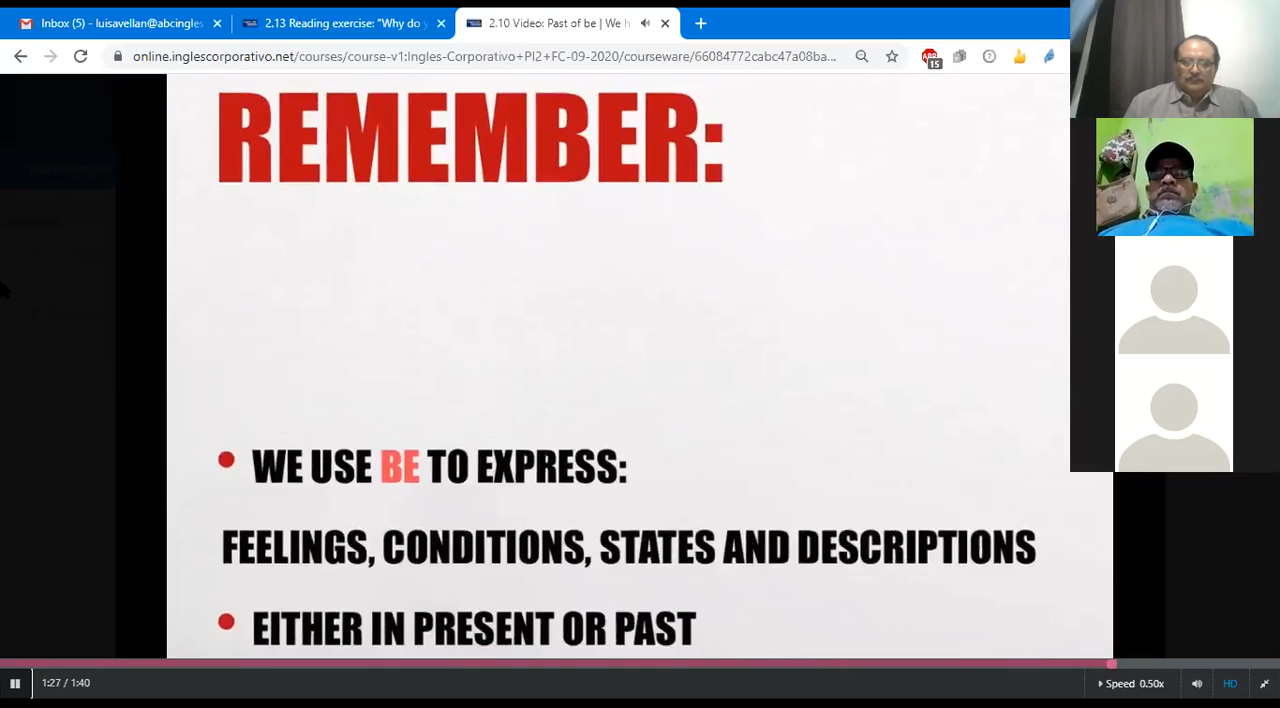 Inbox (5) - luisavellan@abcingles
2.13 Reading exercise: "Why do y
2.10 Video: Past of be | We h
online.inglescorporativo.net/courses/course-v1:Ingles-Corporativo+PI2+FC-09-2020/courseware/66084772cabc47a08ba...
15
REMEMBER:
• WE USE BE TO EXPRESS:
FEELINGS, CONDITIONS, STATES AND DESCRIPTIONS
• EITHER IN PRESENT OR PAST
1:27 / 1:40
Speed 0.50x
HD